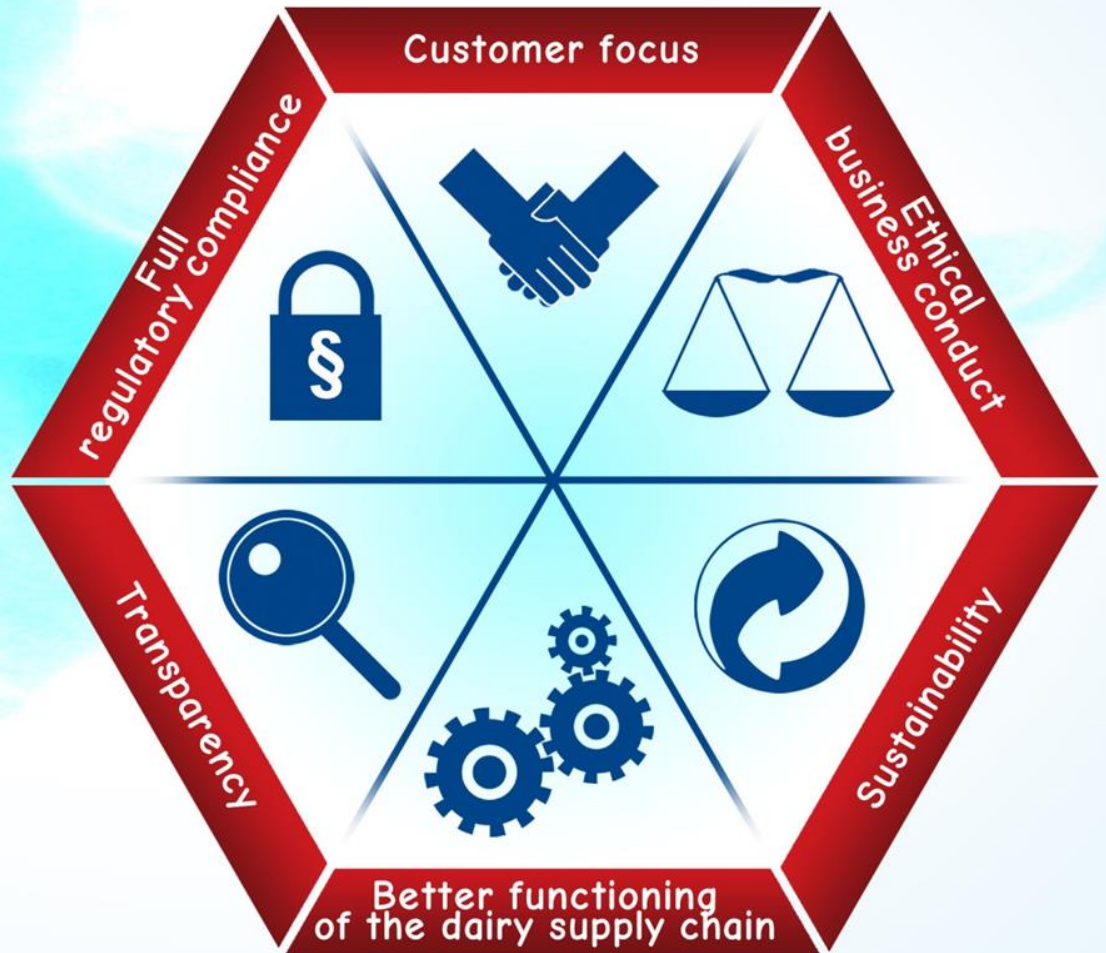 Customer focus
Ethical
business conduct
Sustainability
Better functioning
of the dairy supply chain
Transparency
Full
regulatory compliance
§